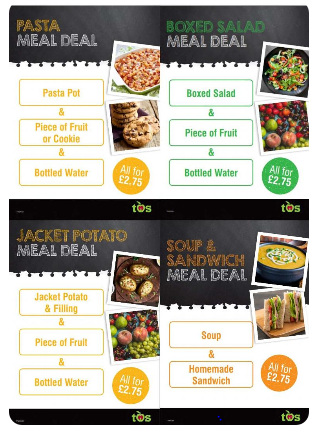 PASTA
MEAL DEAL
Pasta Pot
&
Piece of Fruit
or Cookie
&
Bottled Water
All for
£2.75
tos
BOXED SALAD
MEAL DEAL
Boxed Salad
&
Piece of Fruit
&
Bottled Water
All for
£2.75
tos
JACKET POTATO
MEAL DEAL
Jacket Potato
& Filling
&
Piece of Fruit
&
Bottled Water
All for
£2.75
tos
SOUP &
SANDWICH
MEAL DEAL
Soup
&
Homemade
Sandwich
All for
£2.75
tos